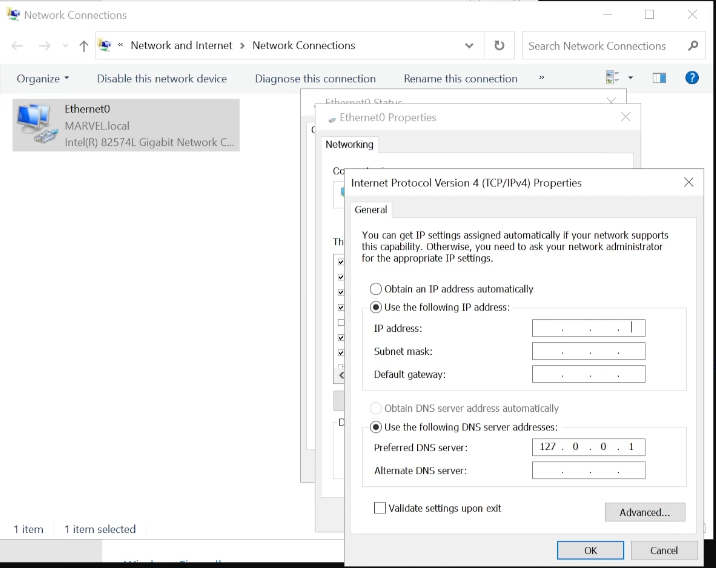 Network Connections
« Network and Internet > Network Connections
Search Network Connections
Organize
Disable this network device
Diagnose this connection
Rename this connection
»
Ethernet0
MARVEL.local
Intel(R) 82574L Gigabit Network C...
Ethernet0 Status
Ethernet0 Properties
Networking
Internet Protocol Version 4 (TCP/IPv4) Properties
General
You can get IP settings assigned automatically if your network supports
this capability. Otherwise, you need to ask your network administrator
for the appropriate IP settings.
Obtain an IP address automatically
Use the following IP address:
IP address: . . .
Subnet mask: . . .
Default gateway: . . .
Obtain DNS server address automatically
Use the following DNS server addresses:
Preferred DNS server: 127 . 0 . 0 . 1
Alternate DNS server: . . .
Validate settings upon exit
Advanced...
OK
Cancel
1 item
1 item selected